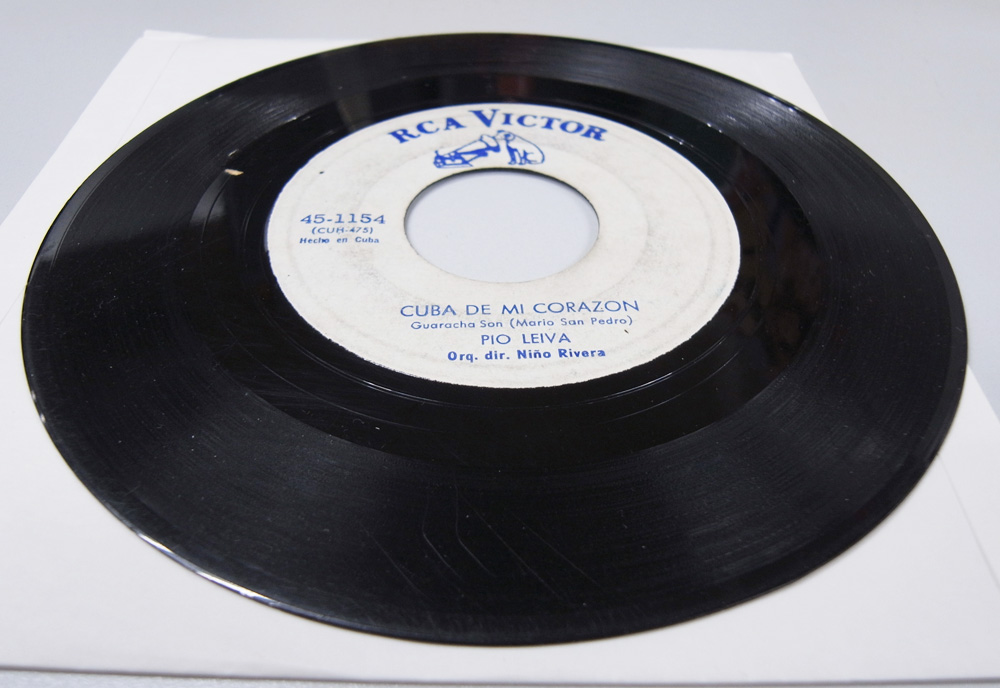 RCA VICTOR
45-1154
(CUH-475)
Hecho en Cuba
CUBA DE MI CORAZON
Guaracha Son (Mario San Pedro)
PIO LEIVA
Orq. dir. Niño Rivera